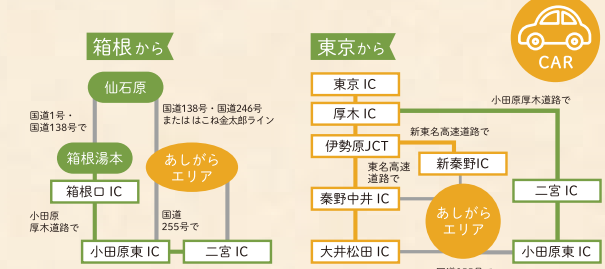 CAR
箱根から
仙石原
国道1号・
国道138号で
国道138号・国道246号
または はこね金太郎ライン
箱根湯本
あしがら
エリア
箱根口 IC
小田原
厚木道路で
国道
255号で
小田原東 IC
二宮 IC
東京から
東京 IC
厚木 IC
小田原厚木道路で
伊勢原JCT
新東名高速道路で
東名高速
道路で
新秦野IC
秦野中井 IC
あしがら
エリア
二宮 IC
大井松田 IC
小田原東 IC